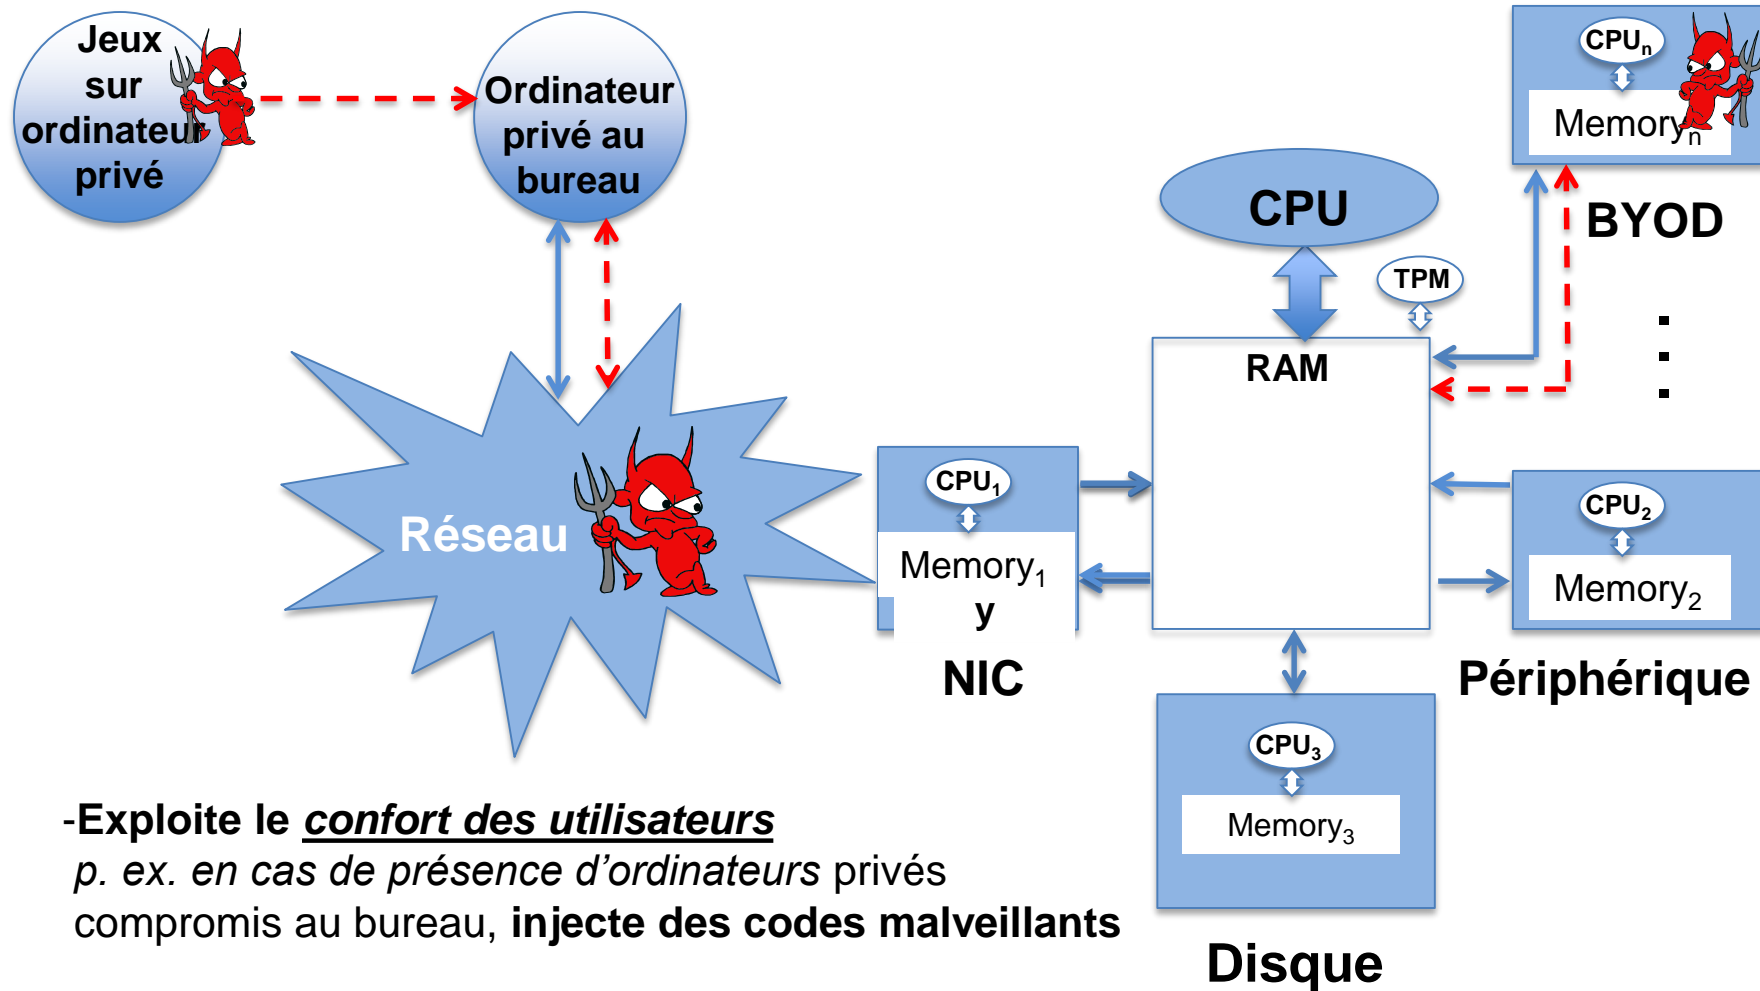 Jeux
sur
ordinateur
privé
Ordinateur
privé au
bureau
CPUn
Memoryn
BYOD
CPU
TPM
RAM
Réseau
CPU1
Memory1
y
NIC
CPU2
Memory2
Périphérique
CPU3
Memory3
Disque
-Exploite le confort des utilisateurs
p. ex. en cas de présence d’ordinateurs privés
compromis au bureau, injecte des codes malveillants